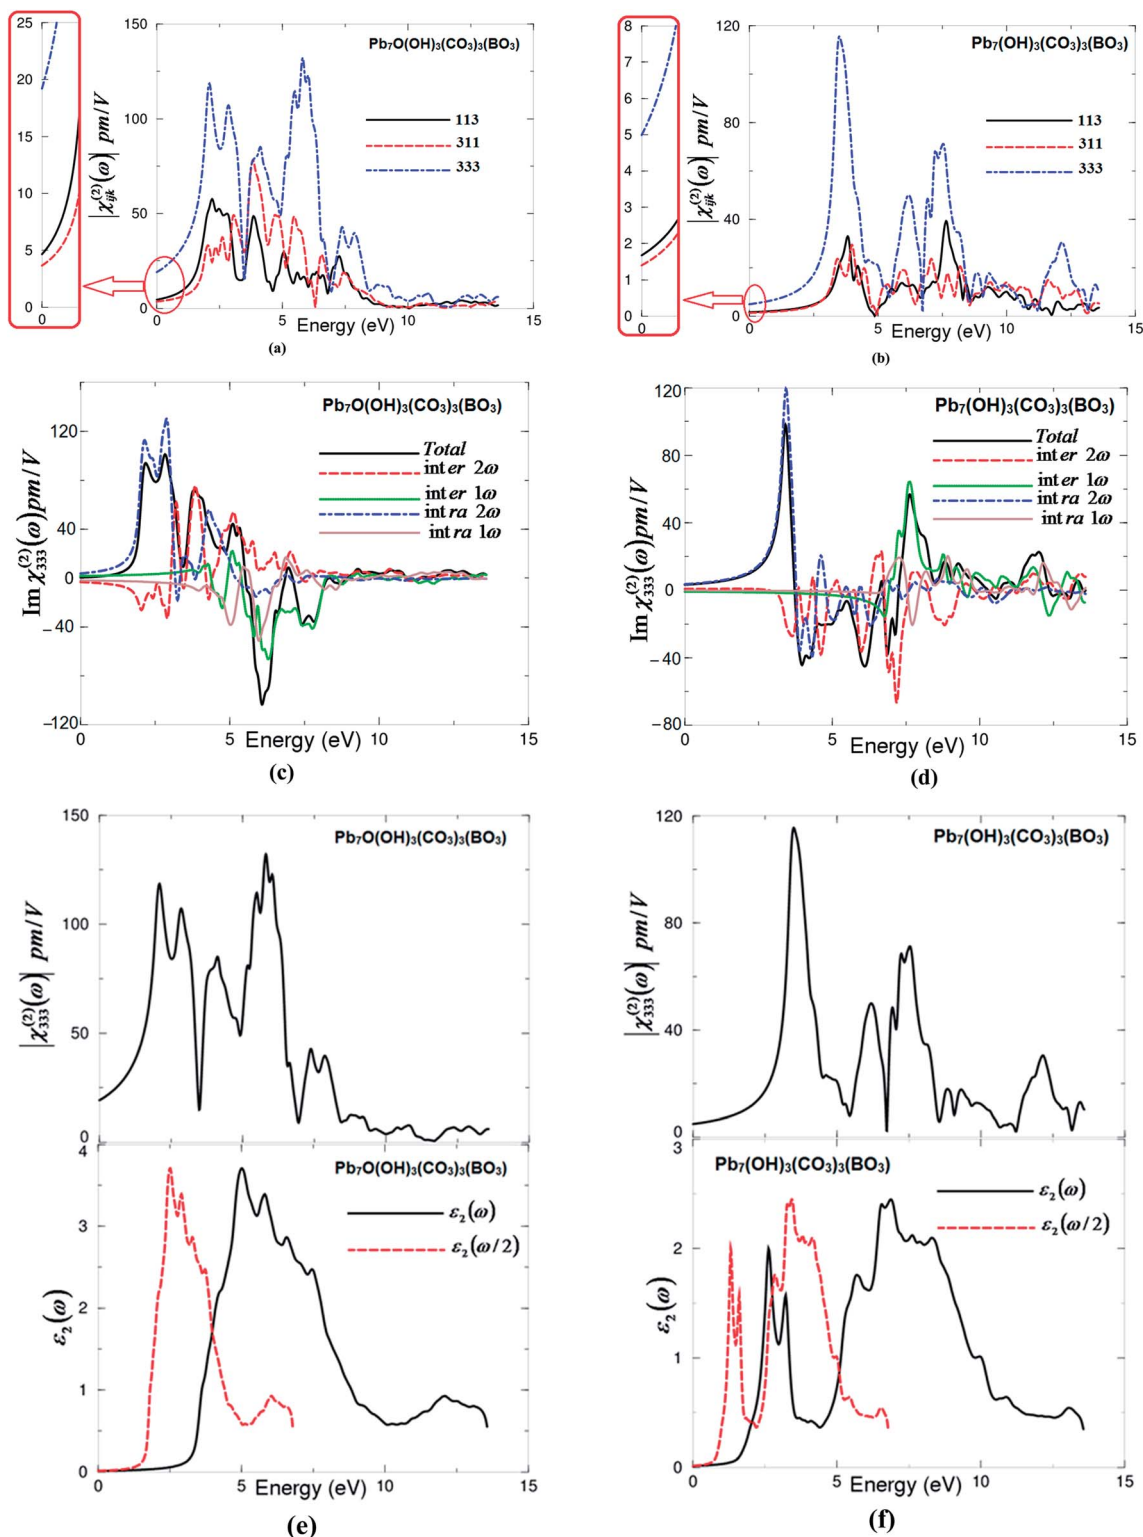 25
20
15
10
5
0
0
|χ_ijk^(2)(ω)| pm/V
150
100
50
0
Pb₇O(OH)₃(CO₃)₃(BO₃)
113
311
333
0
5
10
15
Energy (eV)
(a)
8
7
6
5
4
3
2
1
0
0
|χ_ijk^(2)(ω)| pm/V
120
80
40
0
Pb₇(OH)₃(CO₃)₃(BO₃)
113
311
333
0
5
10
15
Energy (eV)
(b)
Im χ_333^(2)(ω)pm/V
120
40
0
−40
−120
Pb₇O(OH)₃(CO₃)₃(BO₃)
Total
inter 2ω
inter 1ω
intra 2ω
intra 1ω
0
5
10
15
Energy (eV)
(c)
Im χ_333^(2)(ω)pm/V
120
80
40
0
−40
−80
Pb₇(OH)₃(CO₃)₃(BO₃)
Total
inter 2ω
inter 1ω
intra 2ω
intra 1ω
0
5
10
15
Energy (eV)
(d)
|χ_333^(2)(ω)| pm/V
150
100
50
0
Pb₇O(OH)₃(CO₃)₃(BO₃)
ε₂(ω)
4
3
2
1
0
Pb₇O(OH)₃(CO₃)₃(BO₃)
ε₂(ω)
ε₂(ω/2)
0
5
10
15
Energy (eV)
(e)
|χ_333^(2)(ω)| pm/V
120
80
40
0
Pb₇(OH)₃(CO₃)₃(BO₃)
ε₂(ω)
3
2
1
0
Pb₇(OH)₃(CO₃)₃(BO₃)
ε₂(ω)
ε₂(ω/2)
0
5
10
15
Energy (eV)
(f)